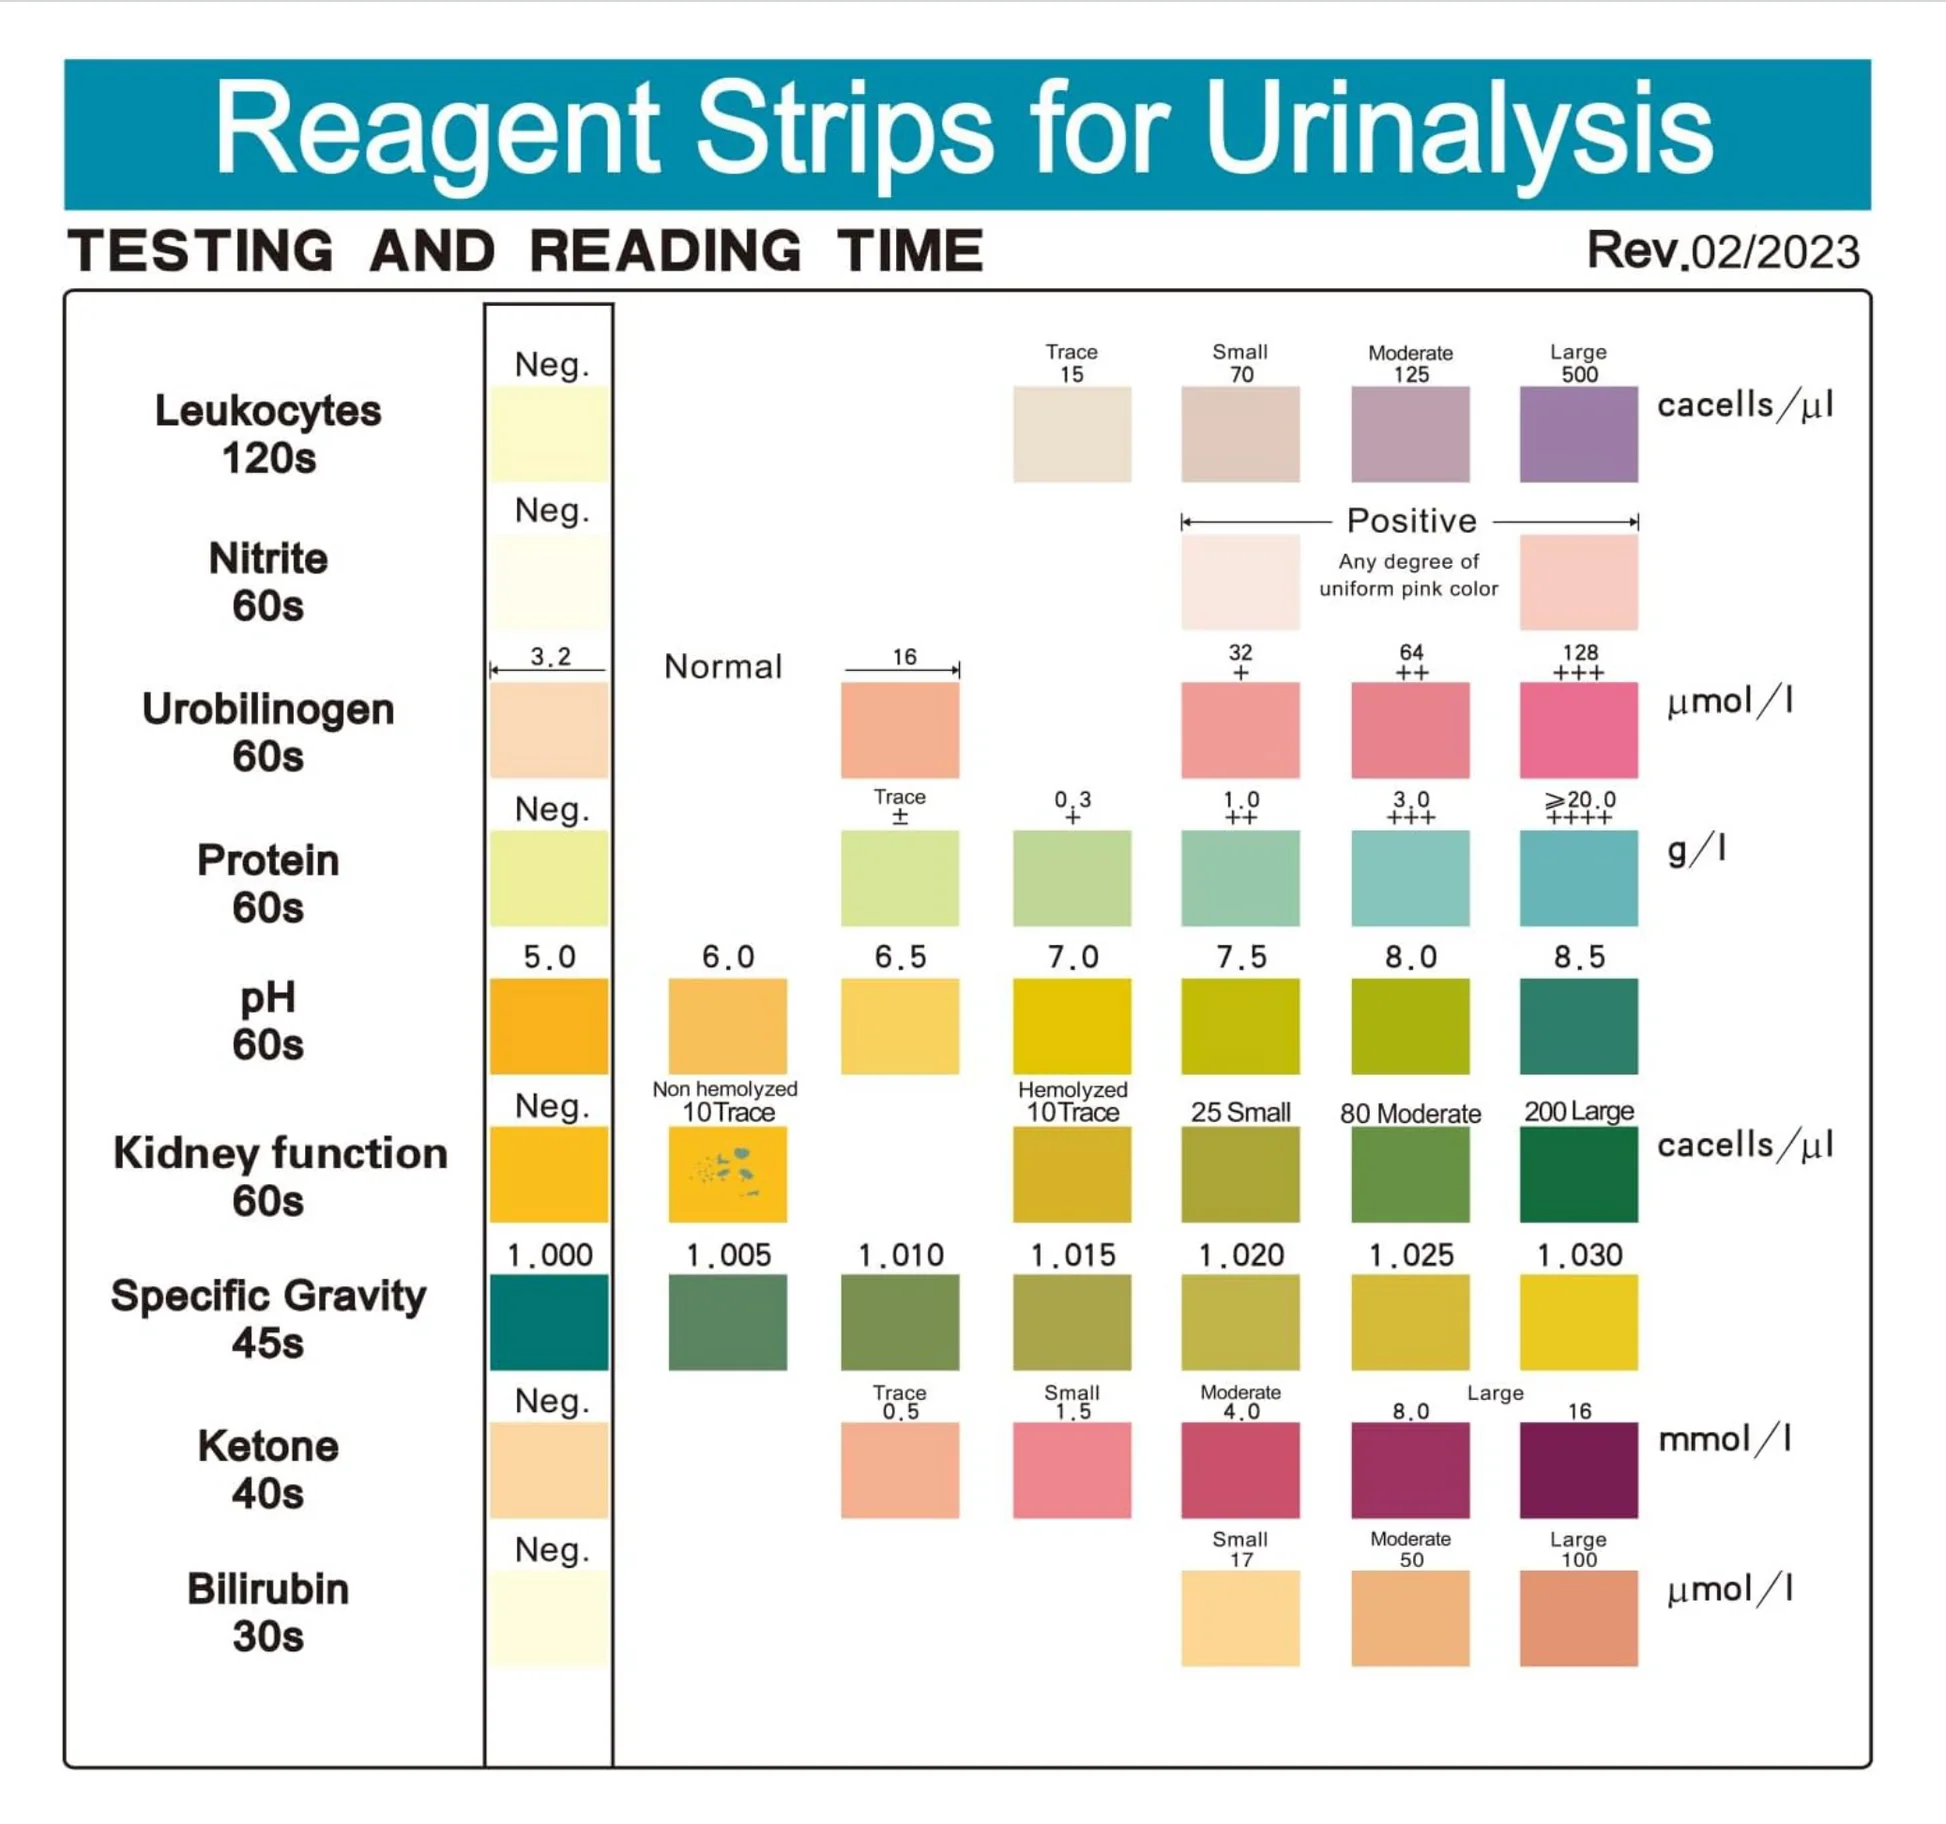 Reagent Strips for Urinalysis
TESTING AND READING TIME Rev.02/2023
Leukocytes
120s
Neg.
Trace
15
Small
70
Moderate
125
Large
500
cacells/μl
Nitrite
60s
Neg.
Positive
Any degree of
uniform pink color
Urobilinogen
60s
3.2
Normal
16
32
+
64
++
128
+++
μmol/l
Protein
60s
Neg.
Trace
±
0.3
+
1.0
++
3.0
+++
⩾20.0
++++
g/l
pH
60s
5.0
6.0
6.5
7.0
7.5
8.0
8.5
Kidney function
60s
Neg.
Non hemolyzed
10Trace
Hemolyzed
10Trace
25 Small
80 Moderate
200 Large
cacells/μl
Specific Gravity
45s
1.000
1.005
1.010
1.015
1.020
1.025
1.030
Ketone
40s
Neg.
Trace
0.5
Small
1.5
Moderate
4.0
Large
8.0
16
mmol/l
Bilirubin
30s
Neg.
Small
17
Moderate
50
Large
100
μmol/l